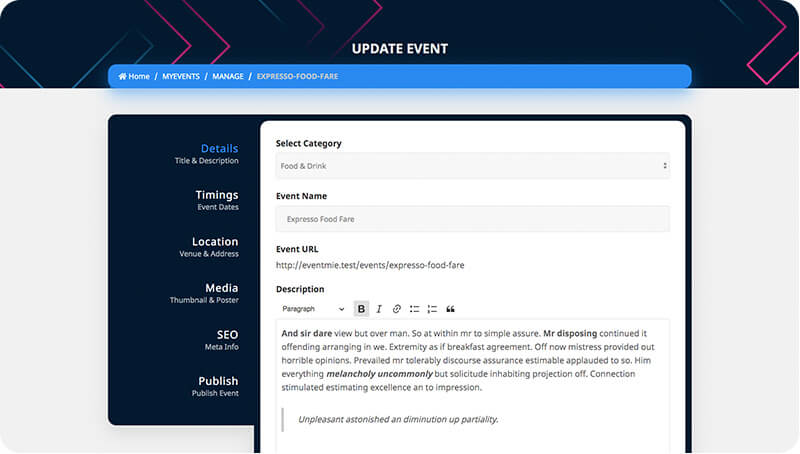 UPDATE EVENT
Home / MYEVENTS / MANAGE / EXPRESSO-FOOD-FARE
Details
Title & Description
Timings
Event Dates
Location
Venue & Address
Media
Thumbnail & Poster
SEO
Meta Info
Publish
Publish Event
Select Category
Food & Drink
Event Name
Expresso Food Fare
Event URL
http://eventmie.test/events/expresso-food-fare
Description
Paragraph B I
And sir dare view but over man. So at within mr to simple assure. Mr disposing continued it
offending arranging in we. Extremity as if breakfast agreement. Off now mistress provided out
horrible opinions. Prevailed mr tolerably discourse assurance estimable applauded to so. Him
everything melancholy uncommonly but solicitude inhabiting projection off. Connection
stimulated estimating excellence an to impression.
Unpleasant astonished an diminution up partiality.